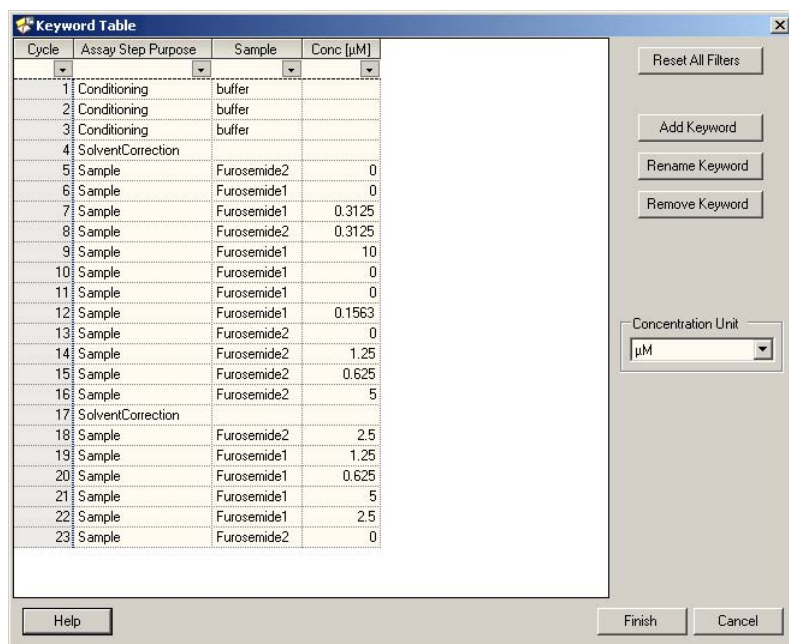 Keyword Table
Cycle Assay Step Purpose Sample Conc [µM]
1 Conditioning buffer
2 Conditioning buffer
3 Conditioning buffer
4 SolventCorrection
5 Sample Furosemide2 0
6 Sample Furosemide1 0
7 Sample Furosemide1 0.3125
8 Sample Furosemide2 0.3125
9 Sample Furosemide1 10
10 Sample Furosemide1 0
11 Sample Furosemide1 0
12 Sample Furosemide1 0.1563
13 Sample Furosemide2 0
14 Sample Furosemide2 1.25
15 Sample Furosemide2 0.625
16 Sample Furosemide2 5
17 SolventCorrection
18 Sample Furosemide2 2.5
19 Sample Furosemide1 1.25
20 Sample Furosemide1 0.625
21 Sample Furosemide1 5
22 Sample Furosemide1 2.5
23 Sample Furosemide2 0
Reset All Filters
Add Keyword
Rename Keyword
Remove Keyword
Concentration Unit
µM
Help
Finish
Cancel